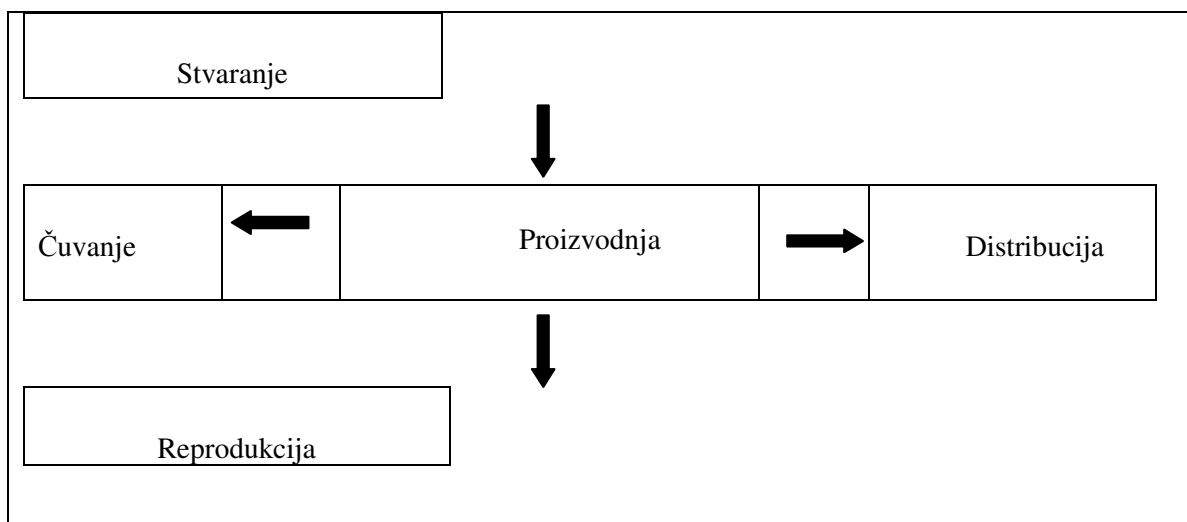 Stvaranje
Čuvanje
Proizvodnja
Distribucija
Reprodukcija